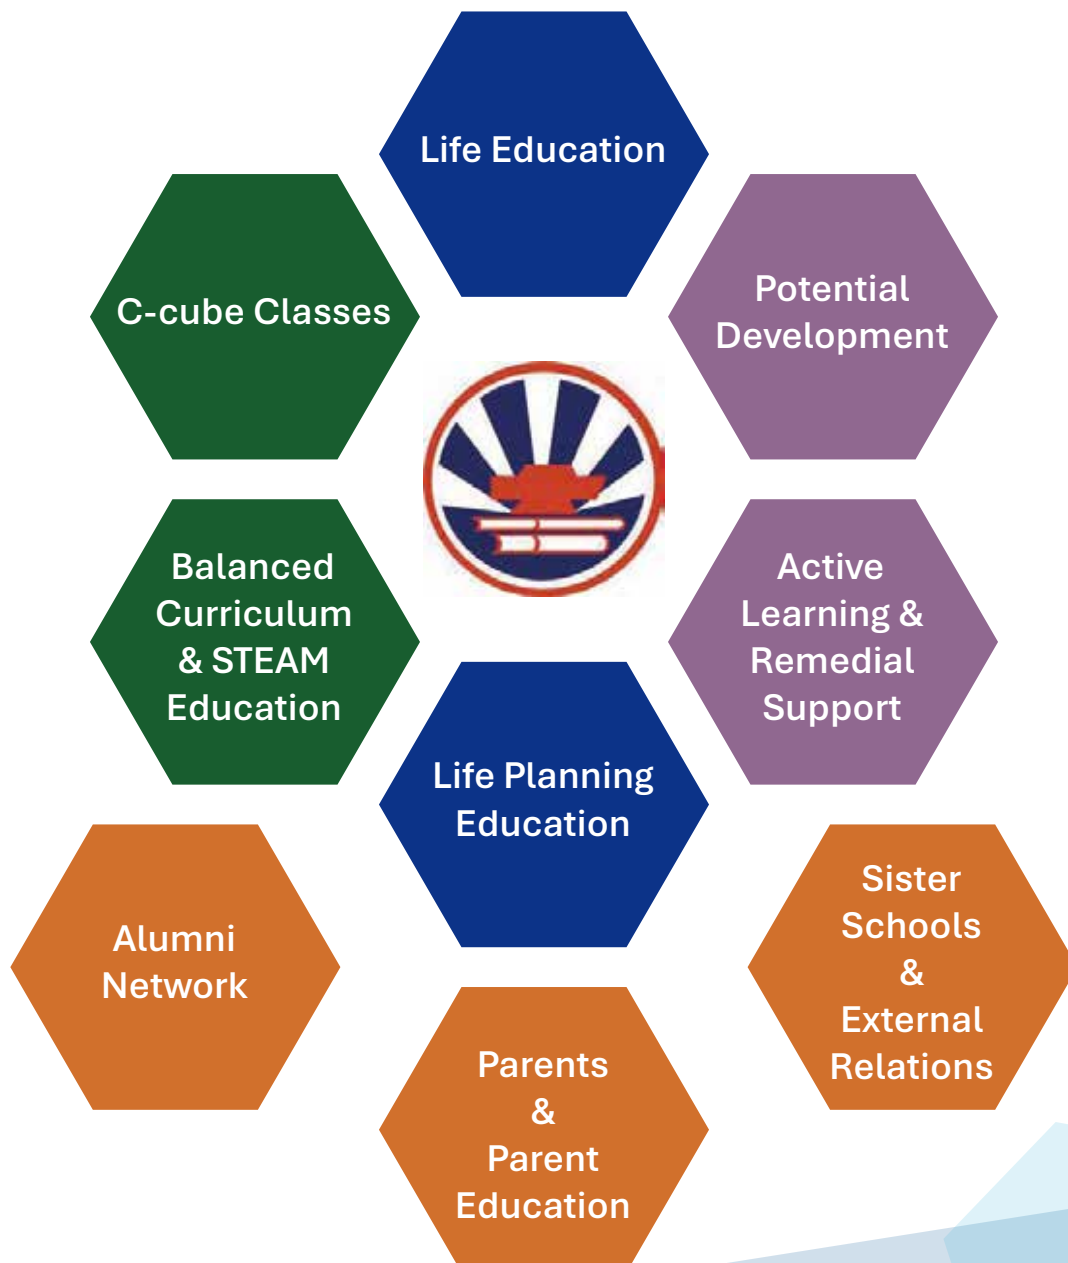 Life Education
C-cube Classes
Potential
Development
Balanced
Curriculum
& STEAM
Education
Active
Learning &
Remedial
Support
Life Planning
Education
Alumni
Network
Sister
Schools
&
External
Relations
Parents
&
Parent
Education